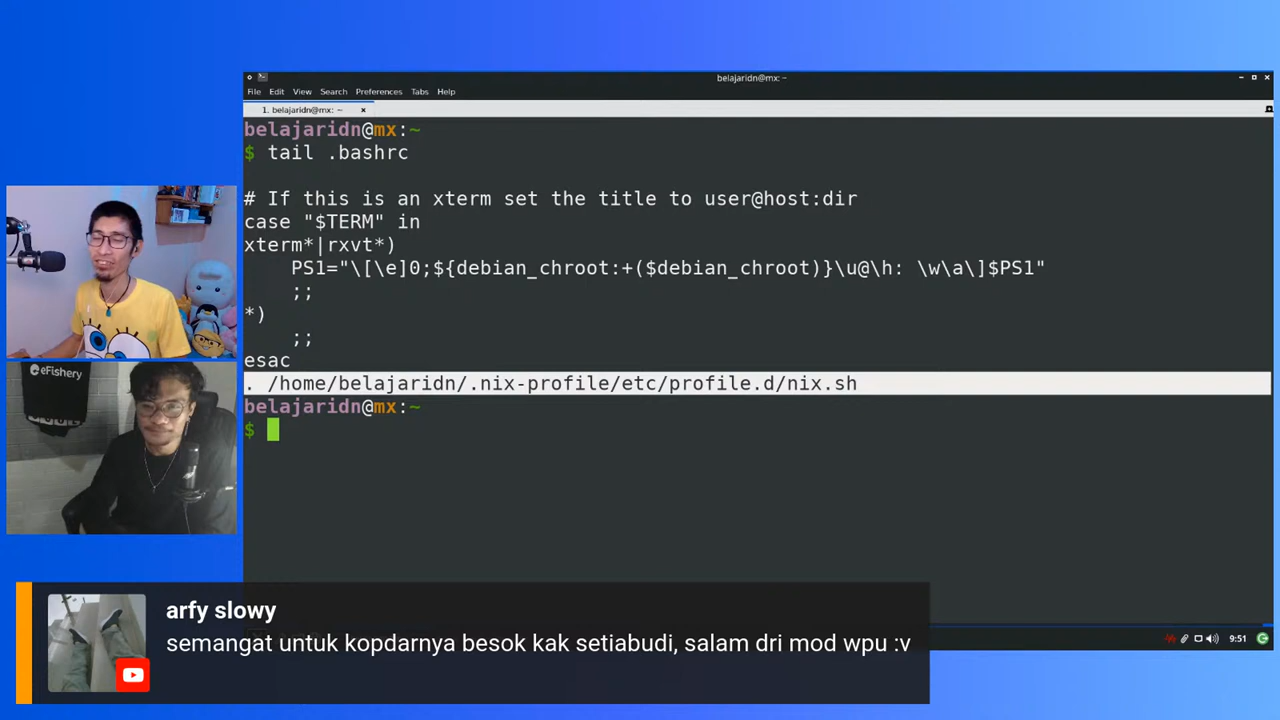 belajaridn@mx: ~
File Edit View Search Preferences Tabs Help
1. belajaridn@mx: ~ ×
belajaridn@mx:~
$ tail .bashrc
# If this is an xterm set the title to user@host:dir
case "$TERM" in
xterm*|rxvt*)
PS1="\[\e]0;${debian_chroot:+($debian_chroot)}\u@\h: \w\a\]$PS1"
;;
*)
;;
esac
. /home/belajaridn/.nix-profile/etc/profile.d/nix.sh
belajaridn@mx:~
$
eFishery
9:51
arfy slowy
semangat untuk kopdarnya besok kak setiabudi, salam dri mod wpu :v